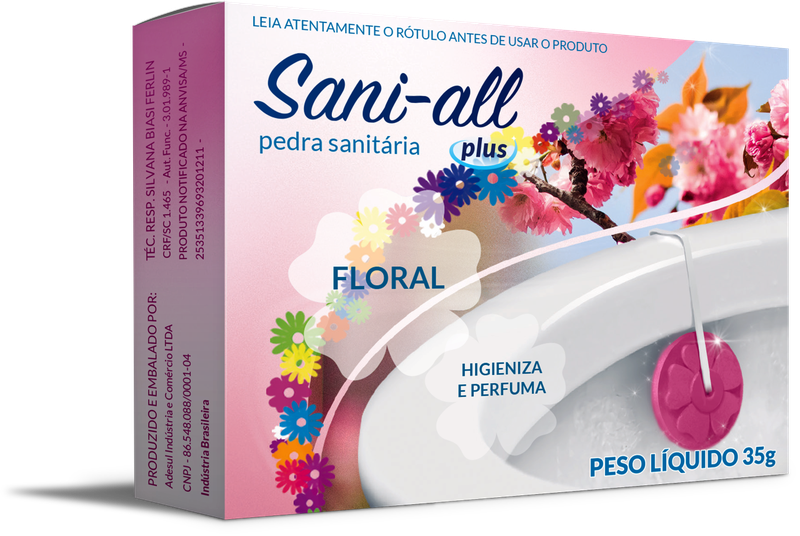 LEIA ATENTAMENTE O RÓTULO ANTES DE USAR O PRODUTO
Sani-all
pedra sanitária
plus
FLORAL
HIGIENIZA
E PERFUMA
PESO LÍQUIDO 35g
TÉC. RESP. SILVANA BIASI FERLIN
CRF/SC 1.465 - Aut. Func. - 3.01.989-1
PRODUTO NOTIFICADO NA ANVISA/MS -
25351339693201211 -
PRODUZIDO E EMBALADO POR:
Adesul Indústria e Comércio LTDA
CNPJ - 86.548.088/0001-04
Indústria Brasileira